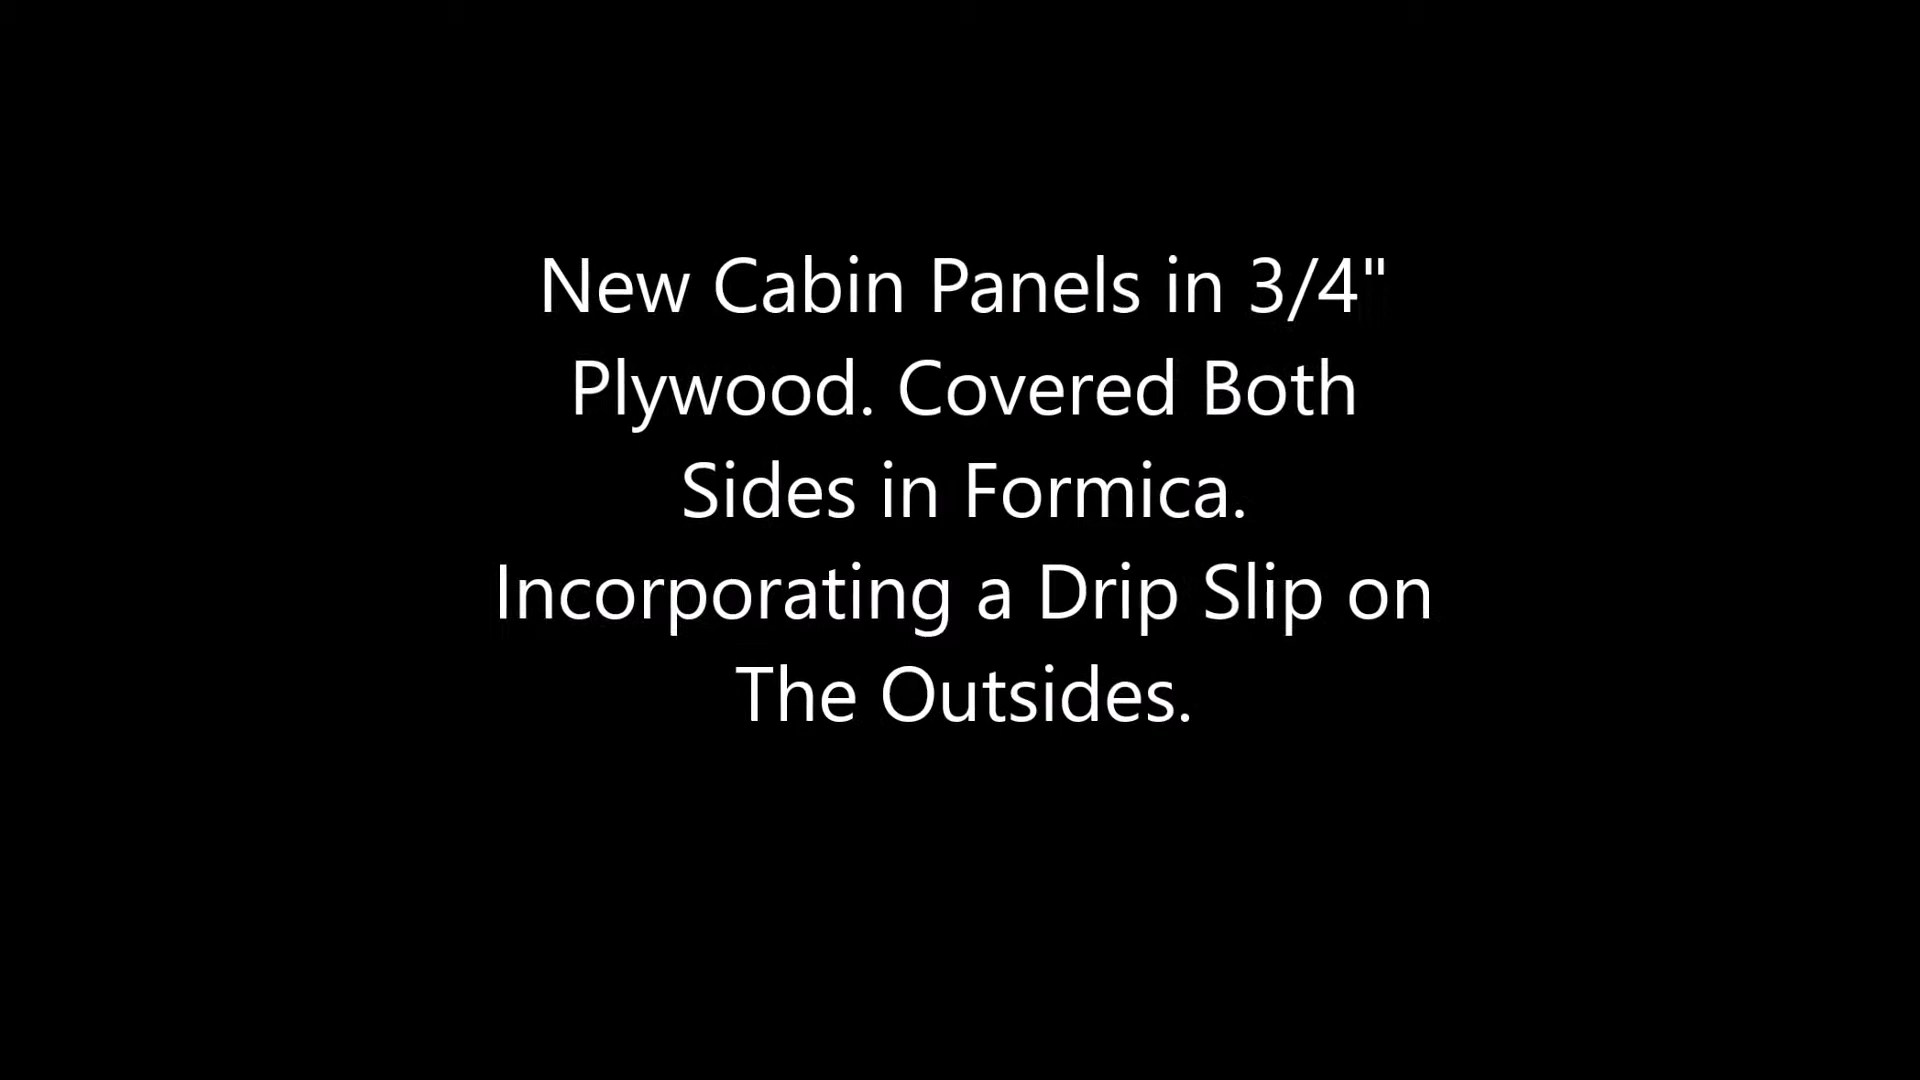 New Cabin Panels in 3/4"
Plywood. Covered Both
Sides in Formica.
Incorporating a Drip Slip on
The Outsides.